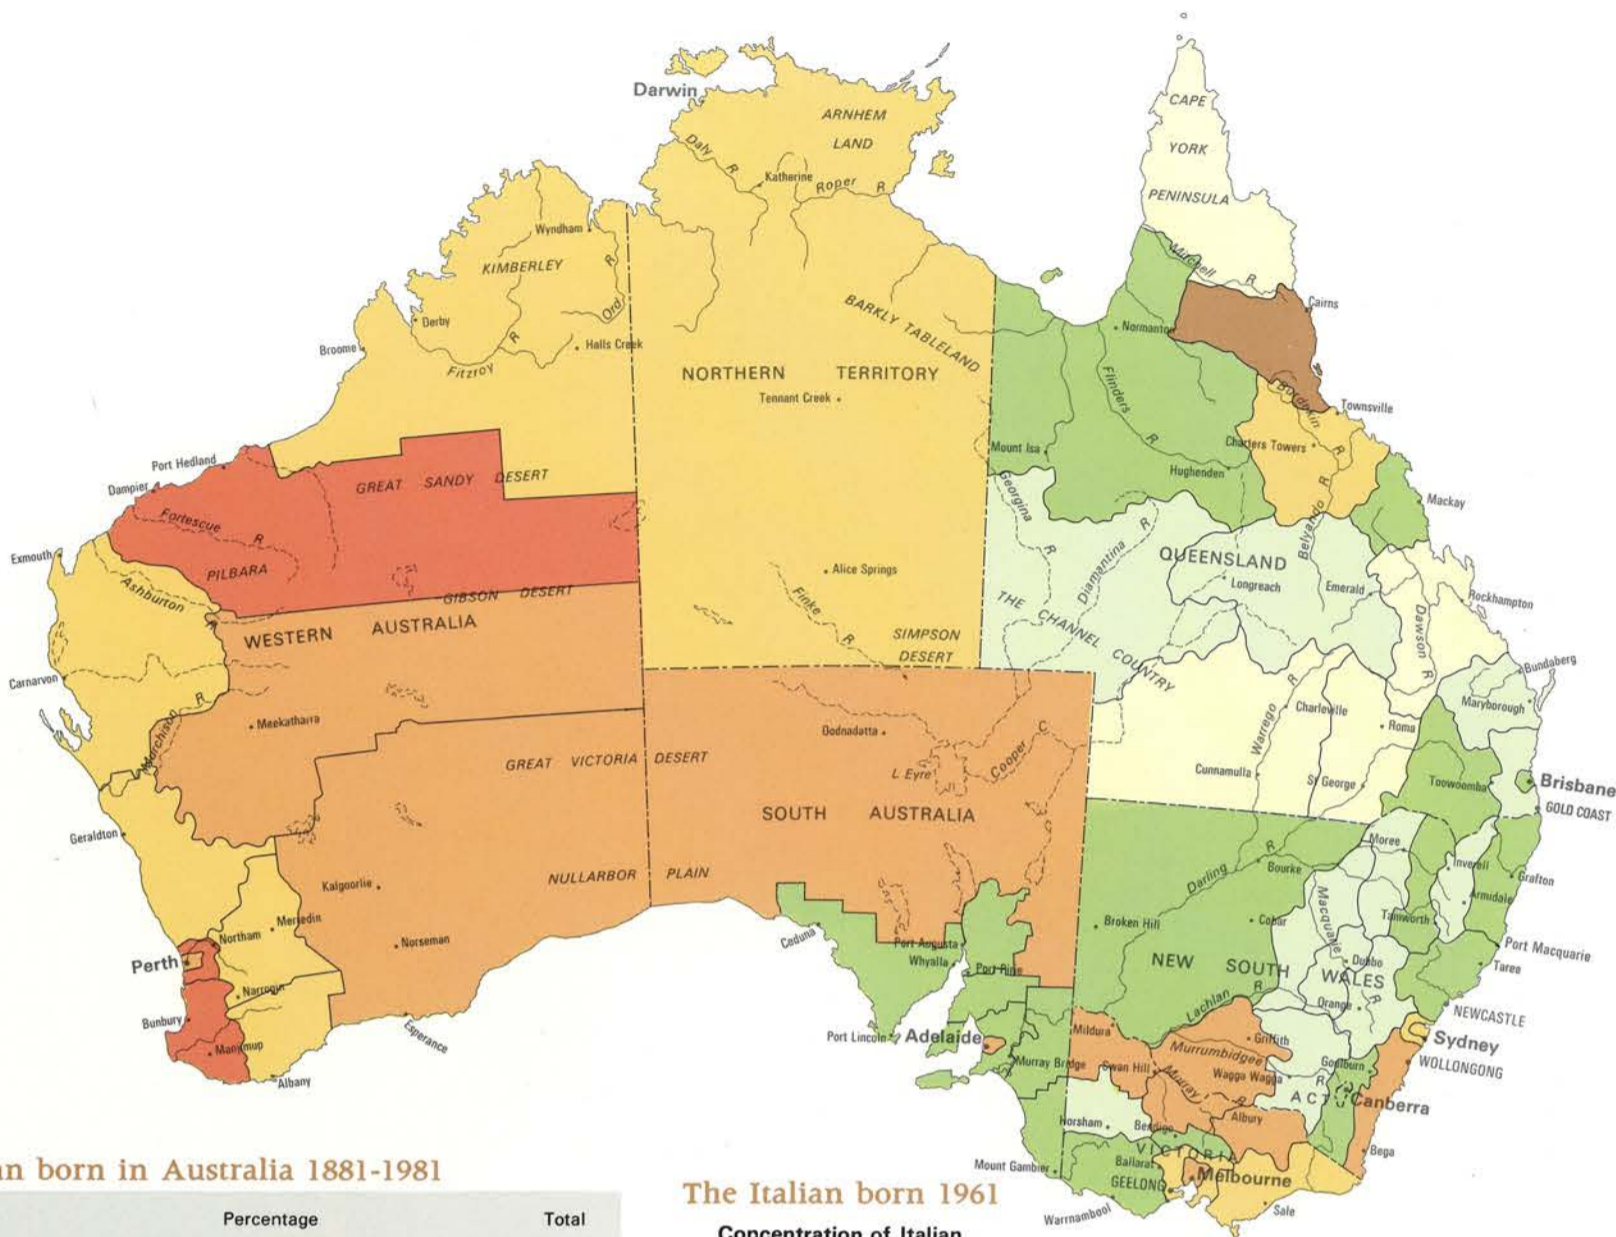 CAPE
YORK
PENINSULA
Darwin
ARNHEM
LAND
Daly R
Katherine
Roper R
Mitchell R
Wyndham
KIMBERLEY
Ord R
Derby
Broome
Fitzroy R
Halls Creek
BARKLY TABLELAND
Normanton
Cairns
NORTHERN TERRITORY
Tennant Creek
Flinders R
Burdekin R
Townsville
Charters Towers
Mount Isa
Hughenden
Mackay
Port Hedland
Dampier
GREAT SANDY DESERT
Fortescue R
Exmouth
PILBARA
Ashburton
GIBSON DESERT
Georgina R
Diamantina R
QUEENSLAND
Belyando R
Longreach
Emerald
Rockhampton
Alice Springs
Finke R
SIMPSON
DESERT
THE CHANNEL COUNTRY
Dawson R
WESTERN AUSTRALIA
Carnarvon
Murchison R
Meekatharra
Bundaberg
Maryborough
Oodnadatta
Warrego R
Charleville
Roma
GREAT VICTORIA DESERT
L Eyre
Cooper C
Cunnamulla
St George
Toowoomba
Brisbane
GOLD COAST
SOUTH AUSTRALIA
Geraldton
Moree
Inverell
Grafton
Kalgoorlie
NULLARBOR PLAIN
Darling R
Bourke
Armidale
Merredin
Broken Hill
Cobar
Macquarie R
Tamworth
Northam
Norseman
Ceduna
Port Augusta
Port Macquarie
Perth
Whyalla
Port Pirie
NEW SOUTH WALES
Dubbo
Taree
Narrogin
Lachlan R
Orange
NEWCASTLE
Bunbury
Esperance
Port Lincoln
Adelaide
Mildura
Griffith
Sydney
Manjimup
Murray Bridge
Swan Hill
Murrumbidgee R
Wagga Wagga
Goulburn
WOLLONGONG
Albany
Murray R
ACT
Canberra
Horsham
Bendigo
Albury
Bega
VICTORIA
Mount Gambier
Ballarat
Melbourne
GEELONG
Warrnambool
Sale
an born in Australia 1881-1981
Percentage Total
The Italian born 1961
Concentration of Italian